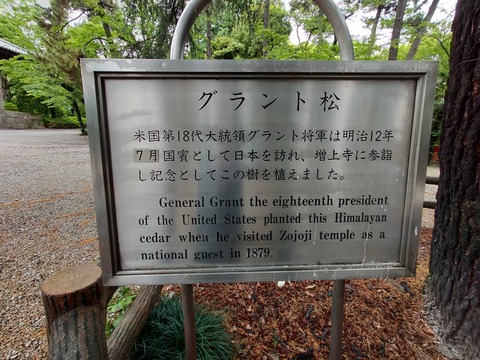 グラント松
米国第18代大統領グラント将軍は明治12年
7月国賓として日本を訪れ、増上寺に参詣
し記念としてこの樹を植えました。
General Grant the eighteenth president
of the United States planted this Himalayan
cedar when he visited Zojoji temple as a
national guest in 1879.